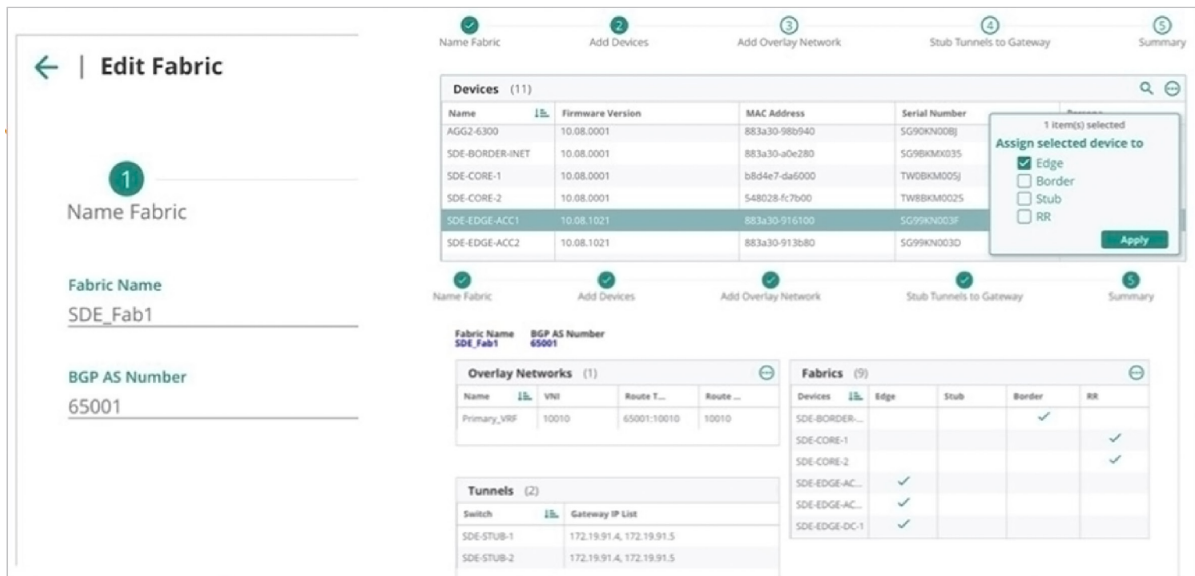 ← | Edit Fabric
1
Name Fabric
Fabric Name
SDE_Fab1
BGP AS Number
65001
2 3 4 5
Name Fabric Add Devices Add Overlay Network Stub Tunnels to Gateway Summary
Devices (11)
Name Firmware Version MAC Address Serial Number
AGG2-6300 10.08.0001 883a30-98b940 SG90KN00BJ
SDE-BORDER-INET 10.08.0001 883a30-a0e280 SG9BKMX035
SDE-CORE-1 10.08.0001 b8d4e7-da6000 TW0BKM005J
SDE-CORE-2 10.08.0001 548028-fc7b00 TW8BKM0025
SDE-EDGE-ACC1 10.08.1021 883a30-916100 SG99KN003F
SDE-EDGE-ACC2 10.08.1021 883a30-913b80 SG99KN003D
1 item(s) selected
Assign selected device to
Edge
Border
Stub
RR
Apply
5
Name Fabric Add Devices Add Overlay Network Stub Tunnels to Gateway Summary
Fabric Name BGP AS Number
SDE_Fab1 65001
Overlay Networks (1)
Name VNI Route T... Route ...
Primary_VRF 10010 65001:10010 10010
Tunnels (2)
Switch Gateway IP List
SDE-STUB-1 172.19.91.4, 172.19.91.5
SDE-STUB-2 172.19.91.4, 172.19.91.5
Fabrics (9)
Devices Edge Stub Border RR
SDE-BORDER-...
SDE-CORE-1
SDE-CORE-2
SDE-EDGE-AC...
SDE-EDGE-AC...
SDE-EDGE-DC-1